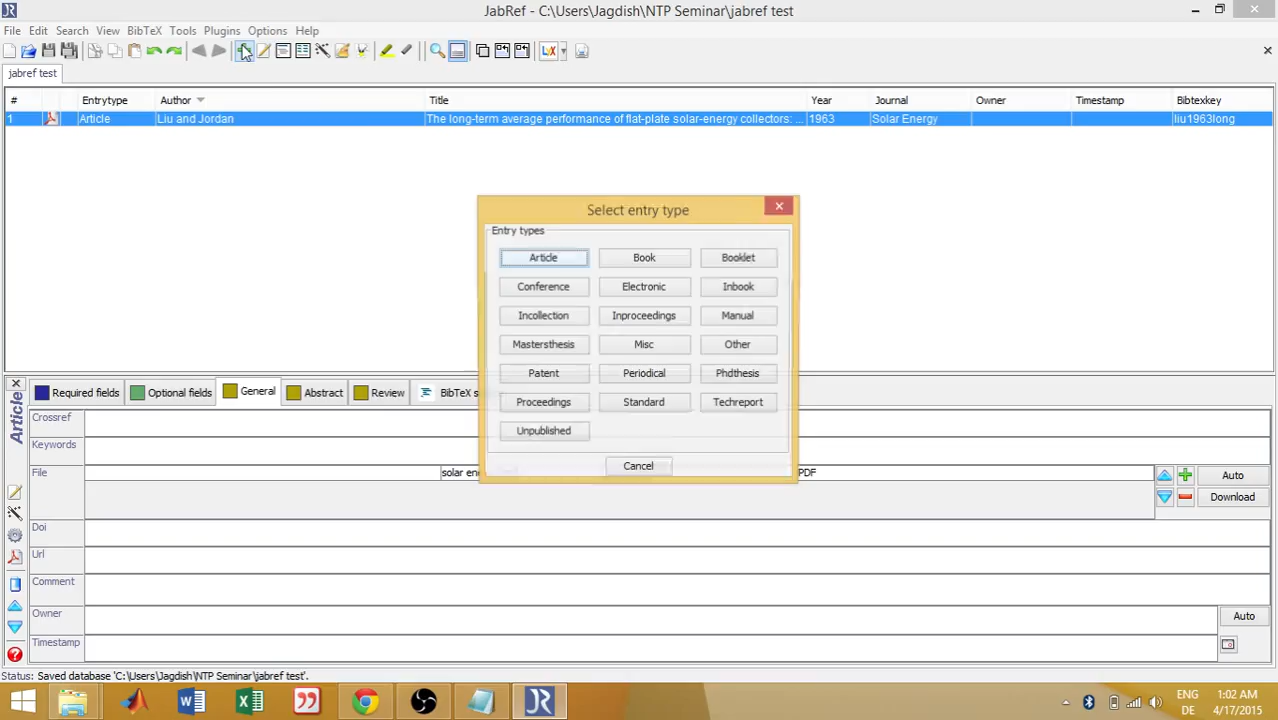 JabRef - C:\Users\Jagdish\NTP Seminar\jabref test
File Edit Search View BibTeX Tools Plugins Options Help
jabref test
# Entrytype Author Title Year Journal Owner Timestamp Bibtexkey
1 Article Liu and Jordan The long-term average performance of flat-plate solar-energy collectors: ... 1963 Solar Energy liu1963long
Select entry type
Entry types
Article Book Booklet
Conference Electronic Inbook
Incollection Inproceedings Manual
Mastersthesis Misc Other
Patent Periodical Phdthesis
Proceedings Standard Techreport
Unpublished
Cancel
Article
Required fields Optional fields General Abstract Review BibTeX s
Crossref
Keywords
File solar en PDF Auto
Download
Doi
Url
Comment
Owner Auto
Timestamp
Status: Saved database 'C:\Users\Jagdish\NTP Seminar\jabref test'.
ENG 1:02 AM
DE 4/17/2015